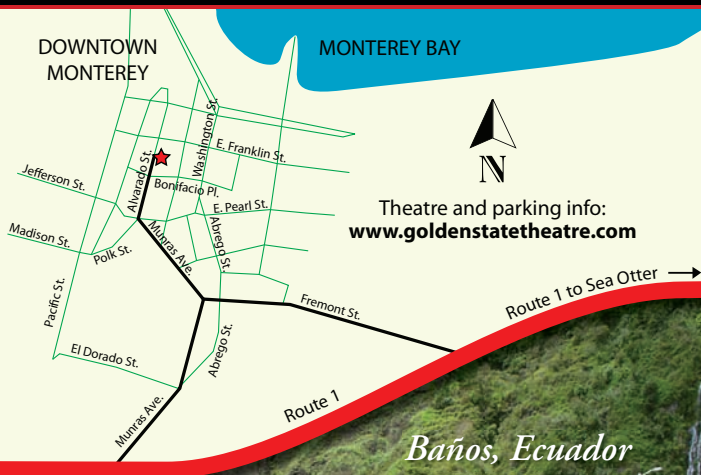 DOWNTOWN
MONTEREY
MONTEREY BAY
Washington St.
E. Franklin St.
Jefferson St.
Alvarado St.
Bonifacio Pl.
N
Theatre and parking info:
www.goldenstatetheatre.com
E. Pearl St.
Madison St.
Polk St.
Munras Ave.
Abrego St.
Pacific St.
Fremont St.
Route 1 to Sea Otter
El Dorado St.
Abrego St.
Munras Ave.
Route 1
Baños, Ecuador